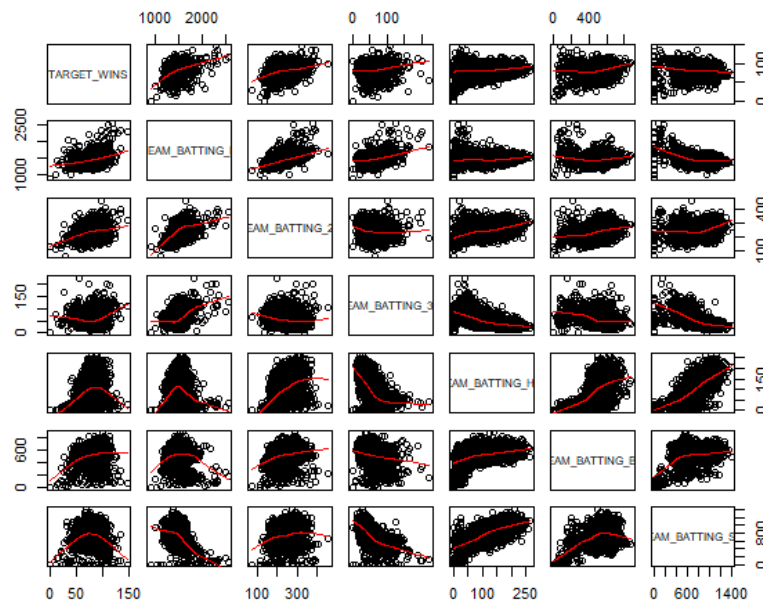 1000 2000 0 100 0 400
TARGET_WINS 0 100
1000 2500 EAM_BATTING_
EAM_BATTING_2 100 400
0 150 EAM_BATTING_3
EAM_BATTING_H 0 150
0 600 EAM_BATTING_B
EAM_BATTING_S 0 800
0 50 100 150 100 300 0 100 250 0 600 1400